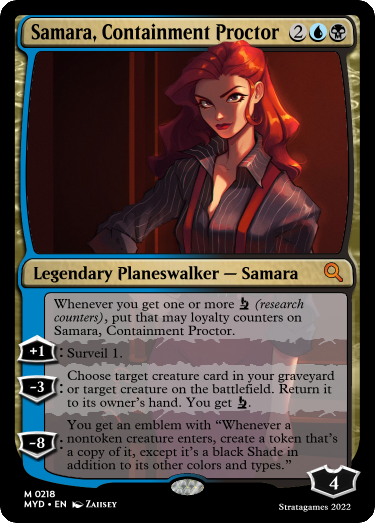 Samara, Containment Proctor 2
Legendary Planeswalker — Samara
Whenever you get one or more (research
counters), put that may loyalty counters on
Samara, Containment Proctor.
+1: Surveil 1.
Choose target creature card in your graveyard
-3: or target creature on the battlefield. Return it
to its owner's hand. You get .
You get an emblem with “Whenever a
nontoken creature enters, create a token that's
-8: a copy of it, except it's a black Shade in
addition to its other colors and types.”
4
M 0218
MYD • EN Zaiisey
Stratagames 2022